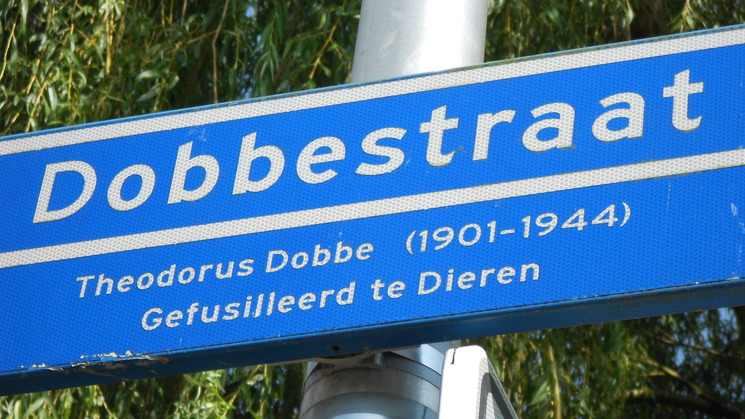 Dobbestraat
Theodorus Dobbe (1901-1944)
Gefusilleerd te Dieren